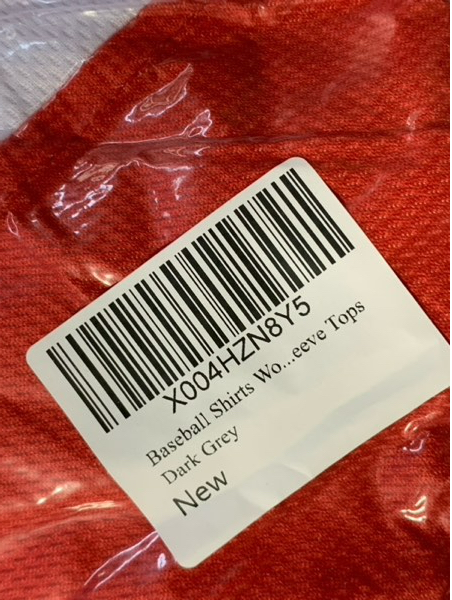 X004HZN8Y5
Baseball Shirts Wo...eeve Tops
Dark Grey
New